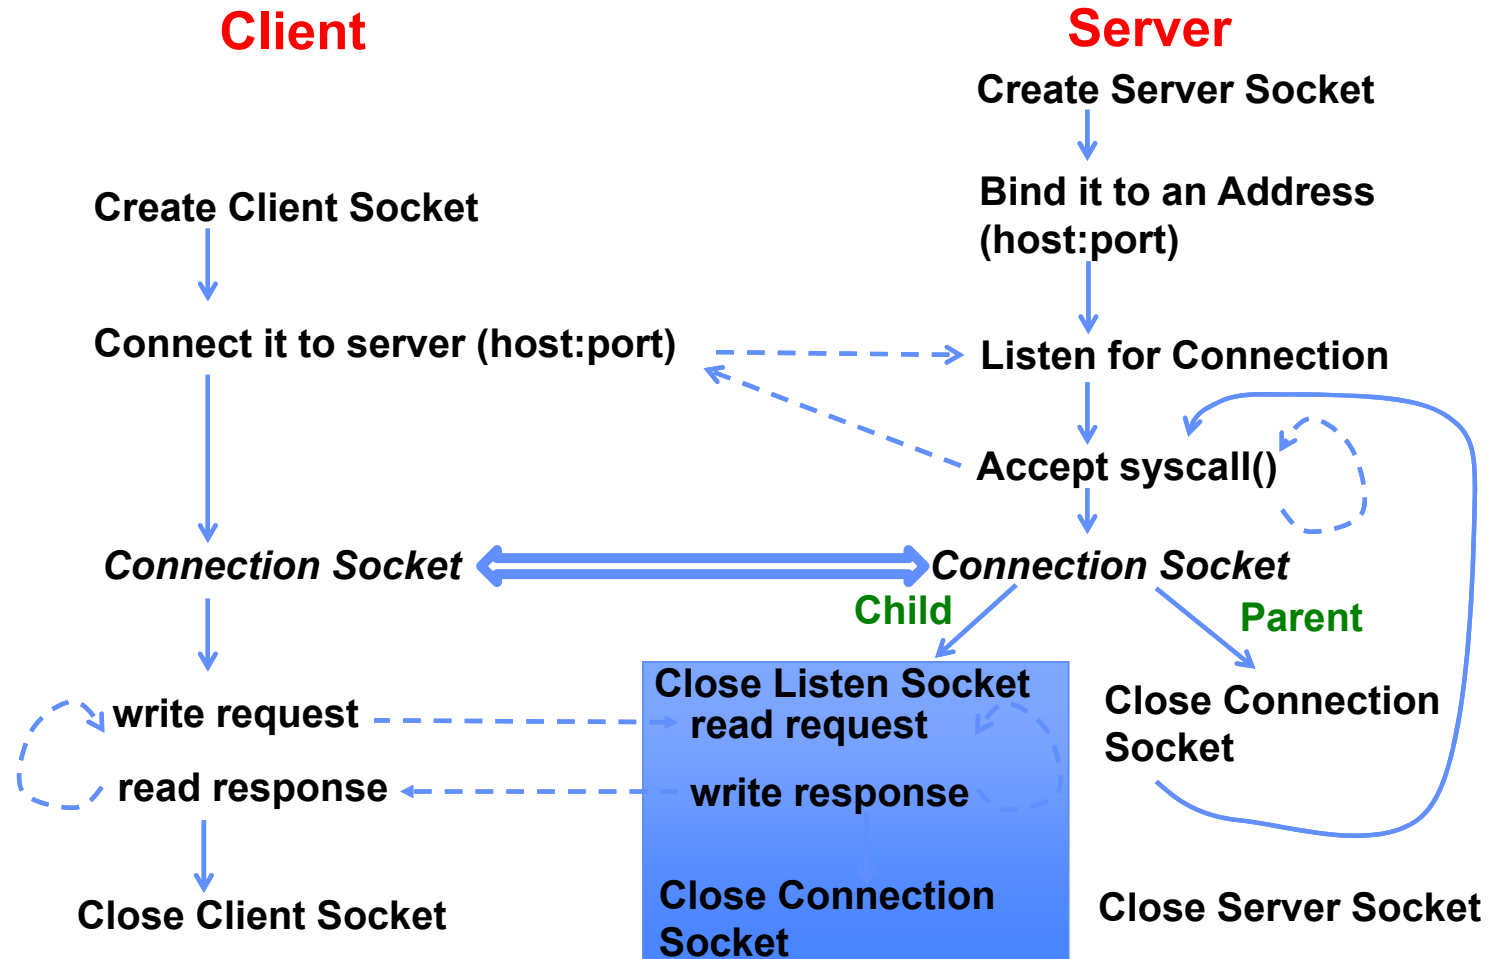 Client
Server
Create Server Socket
Create Client Socket
Bind it to an Address
(host:port)
Connect it to server (host:port)
Listen for Connection
Accept syscall()
Connection Socket
Connection Socket
Child
Parent
Close Listen Socket
write request
read request
Close Connection
Socket
read response
write response
Close Client Socket
Close Connection
Socket
Close Server Socket